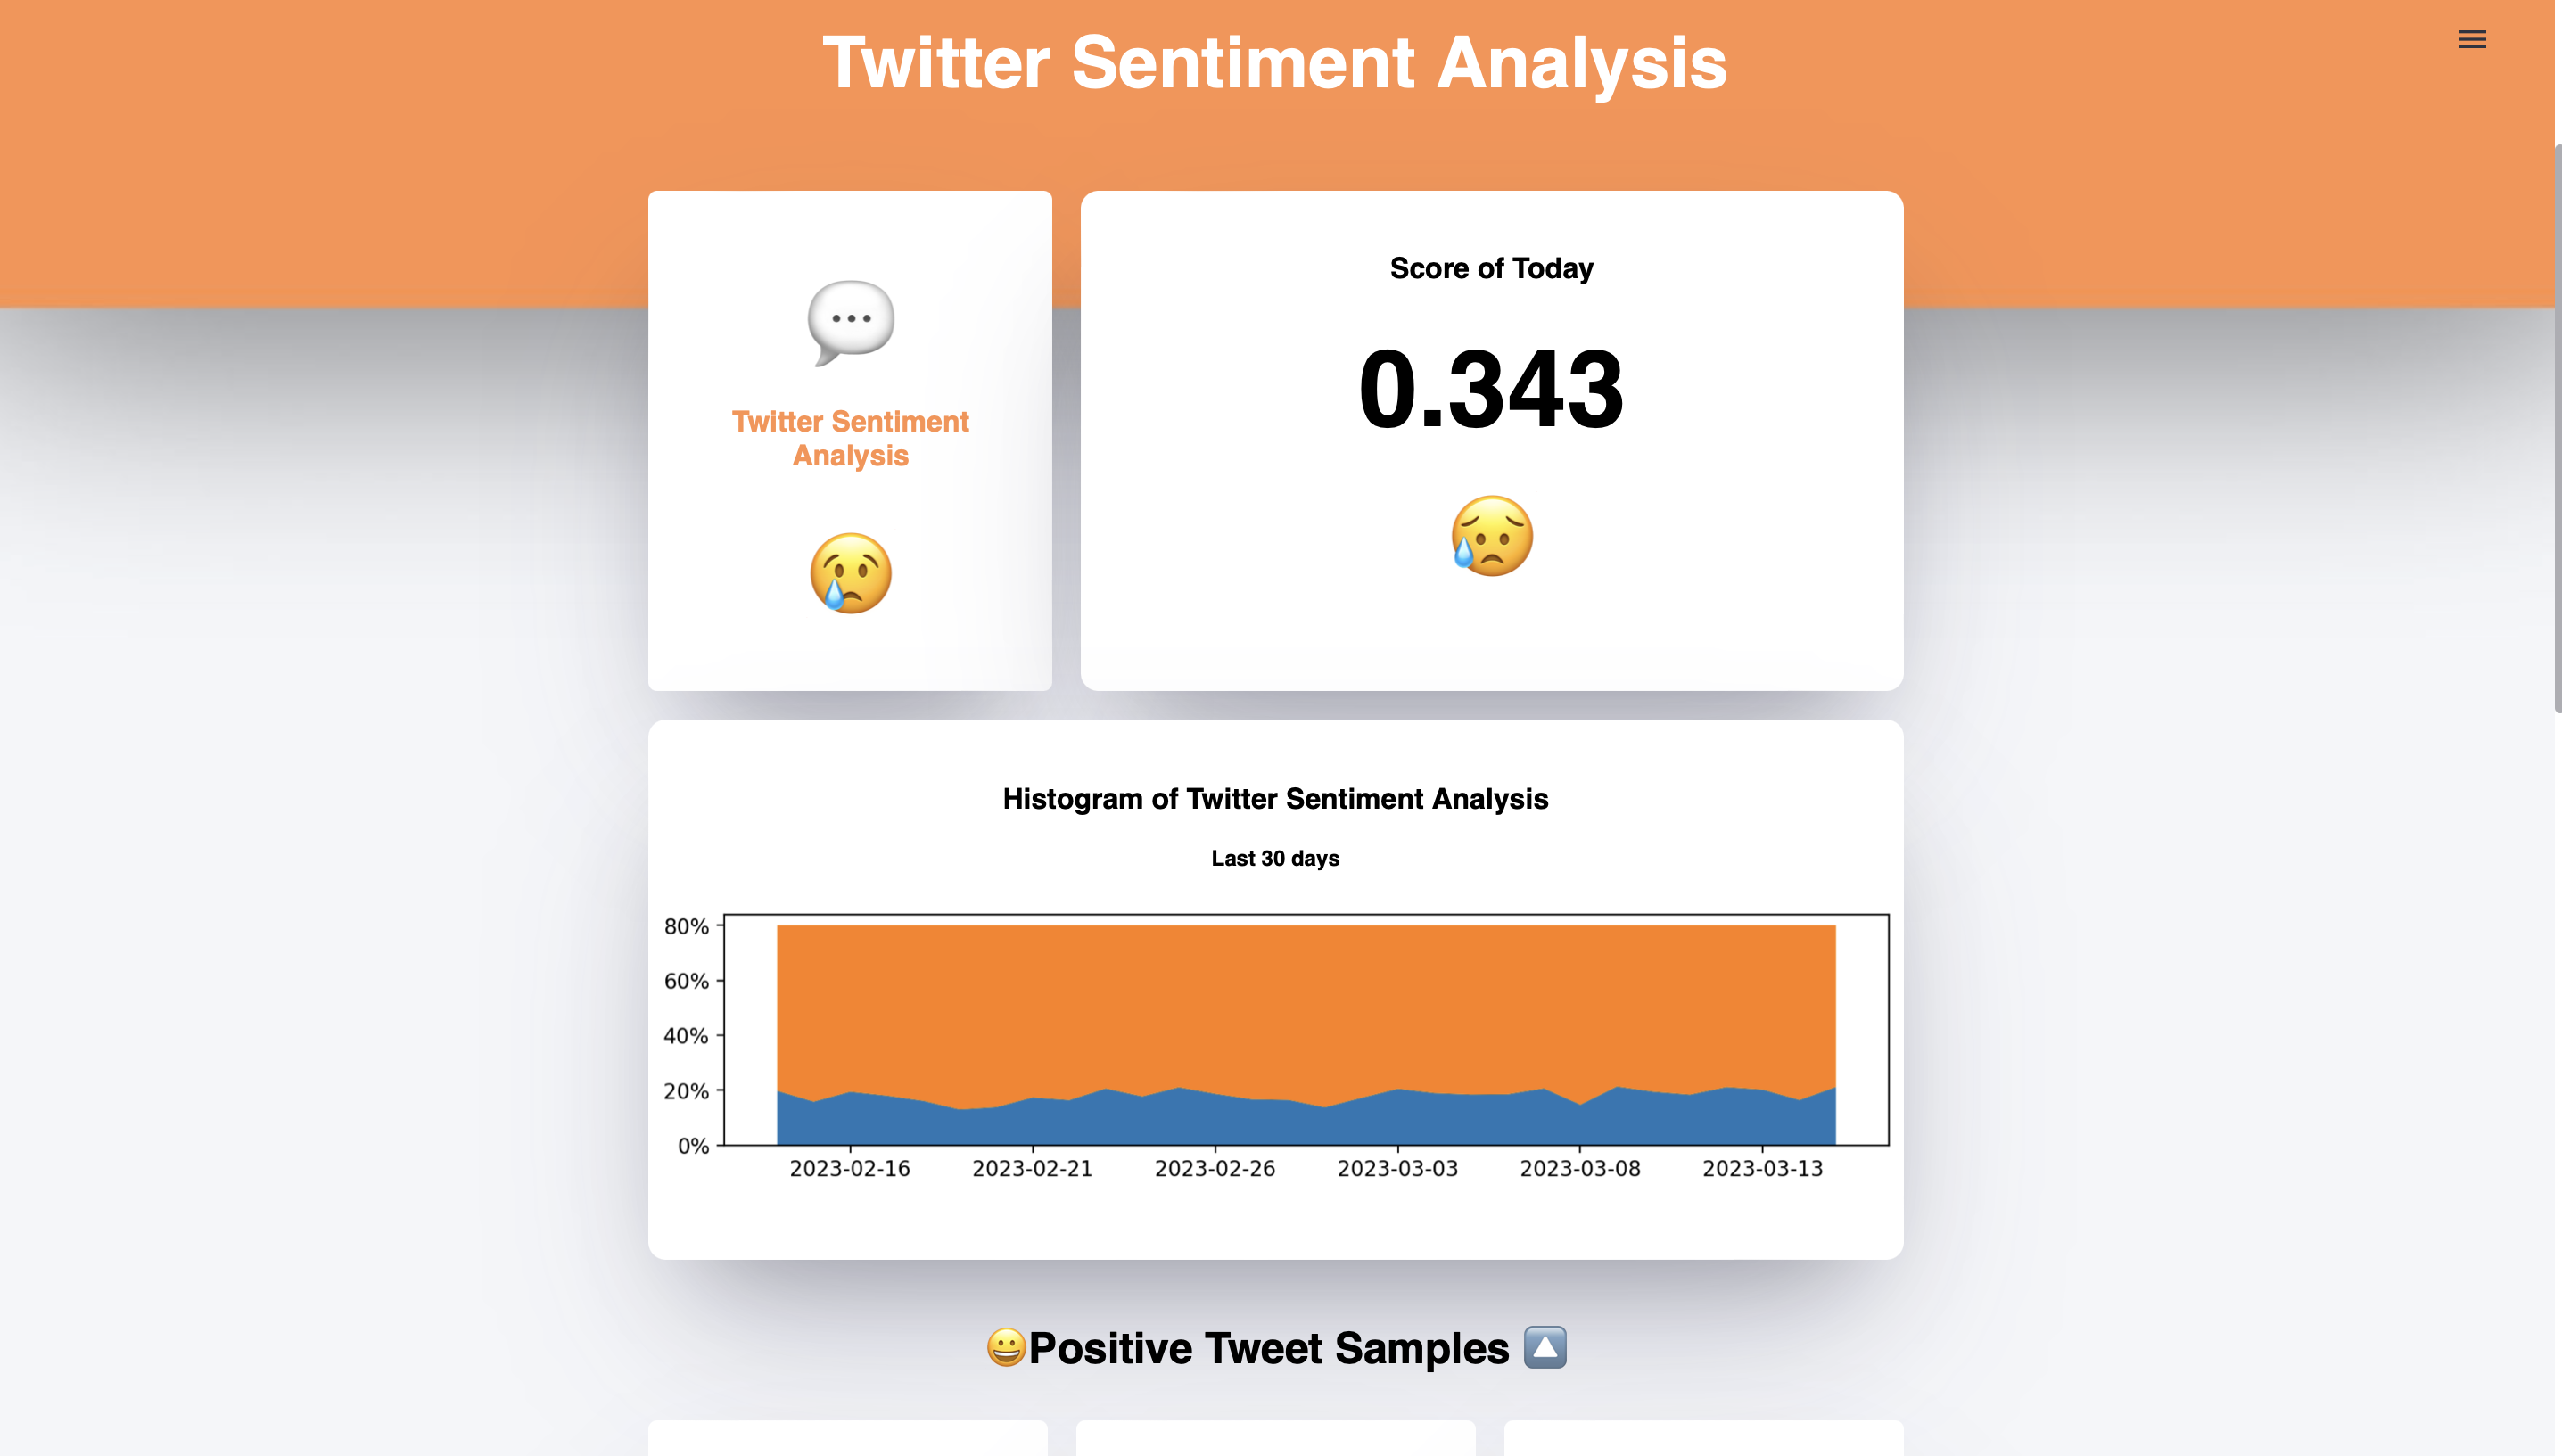 Twitter Sentiment Analysis
Twitter Sentiment
Analysis
Score of Today
0.343
Histogram of Twitter Sentiment Analysis
Last 30 days
80%
60%
40%
20%
0%
2023-02-16 2023-02-21 2023-02-26 2023-03-03 2023-03-08 2023-03-13
😀Positive Tweet Samples 🔼